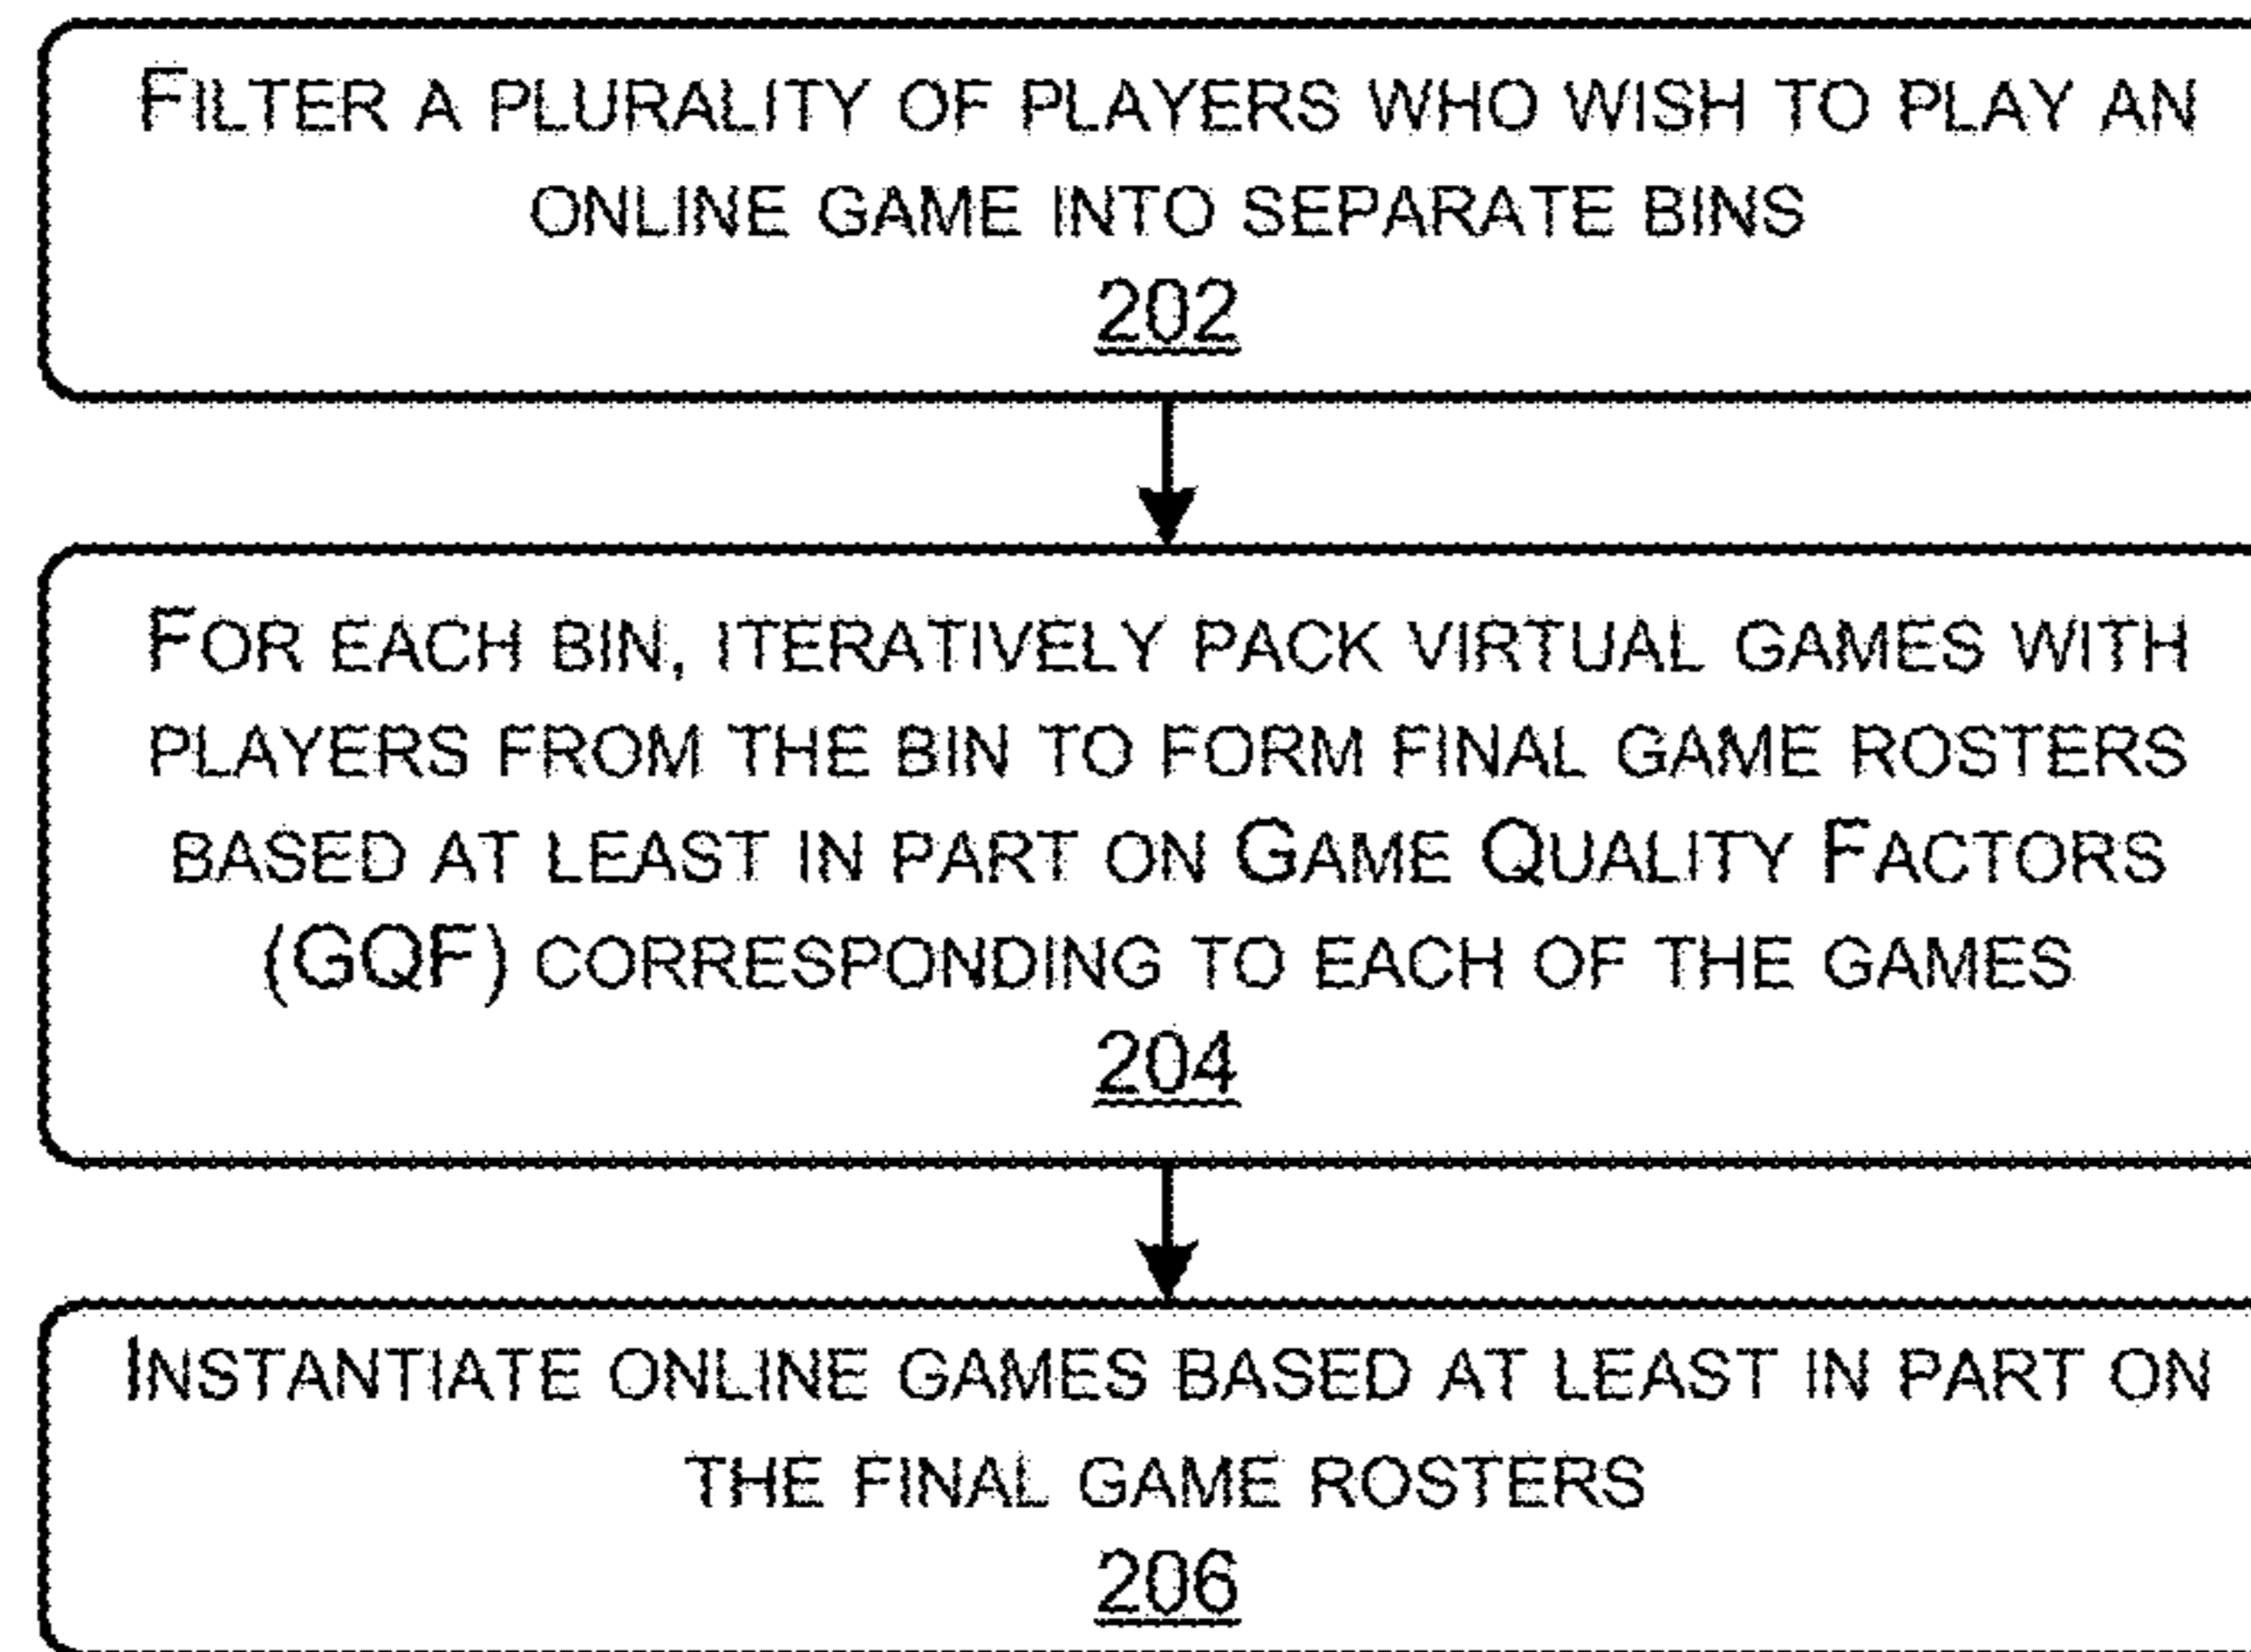 FILTER A PLURALITY OF PLAYERS WHO WISH TO PLAY AN
ONLINE GAME INTO SEPARATE BINS
202
FOR EACH BIN, ITERATIVELY PACK VIRTUAL GAMES WITH
PLAYERS FROM THE BIN TO FORM FINAL GAME ROSTERS
BASED AT LEAST IN PART ON GAME QUALITY FACTORS
(GQF) CORRESPONDING TO EACH OF THE GAMES
204
INSTANTIATE ONLINE GAMES BASED AT LEAST IN PART ON
THE FINAL GAME ROSTERS
206